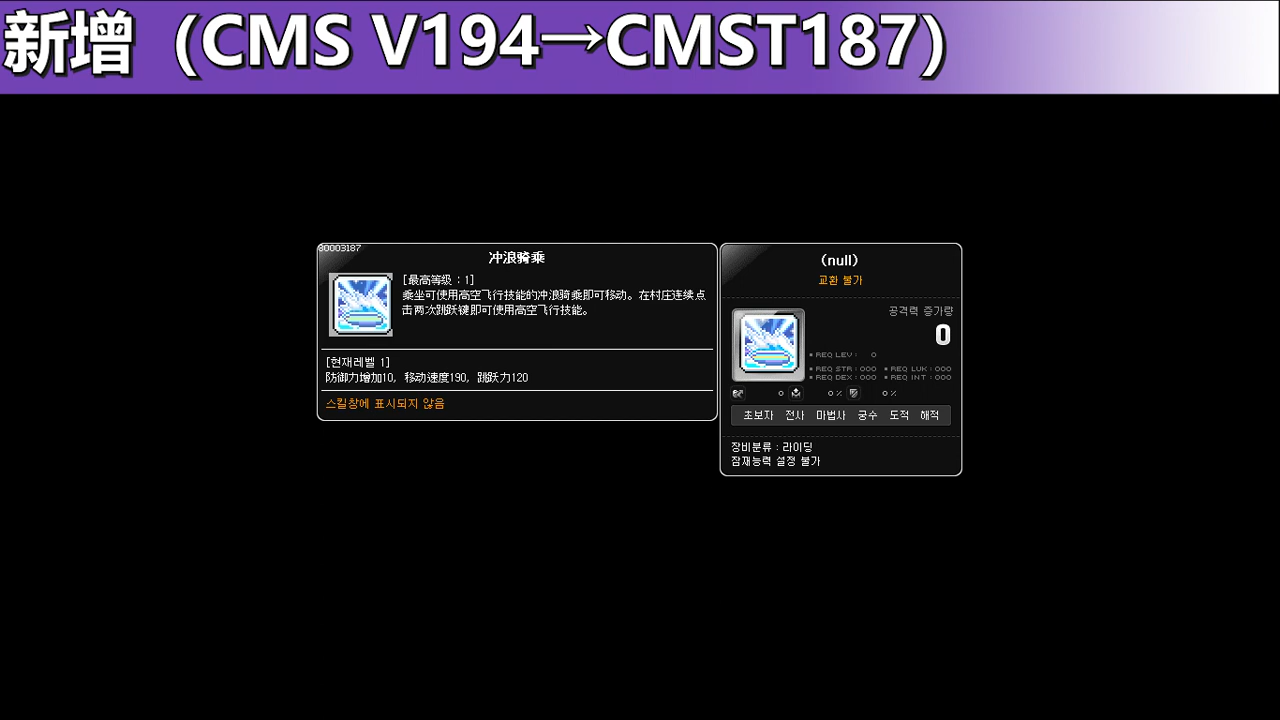 新增（CMS V194→CMST187）
80003187
冲浪骑乘
[最高等级：1]
乘坐可使用高空飞行技能的冲浪骑乘即可移动。在村庄连续点
击两次跳跃键即可使用高空飞行技能。
[현재레벨 1]
防御力增加10, 移动速度190, 跳跃力120
스킬창에 표시되지 않음
(null)
교환 불가
공격력 증가량
0
REQ LEV : 0
REQ STR : 000 REQ LUK : 000
REQ DEX : 000 REQ INT : 000
0 0% 0%
초보자 전사 마법사 궁수 도적 해적
장비분류 : 라이딩
잠재능력 설정 불가